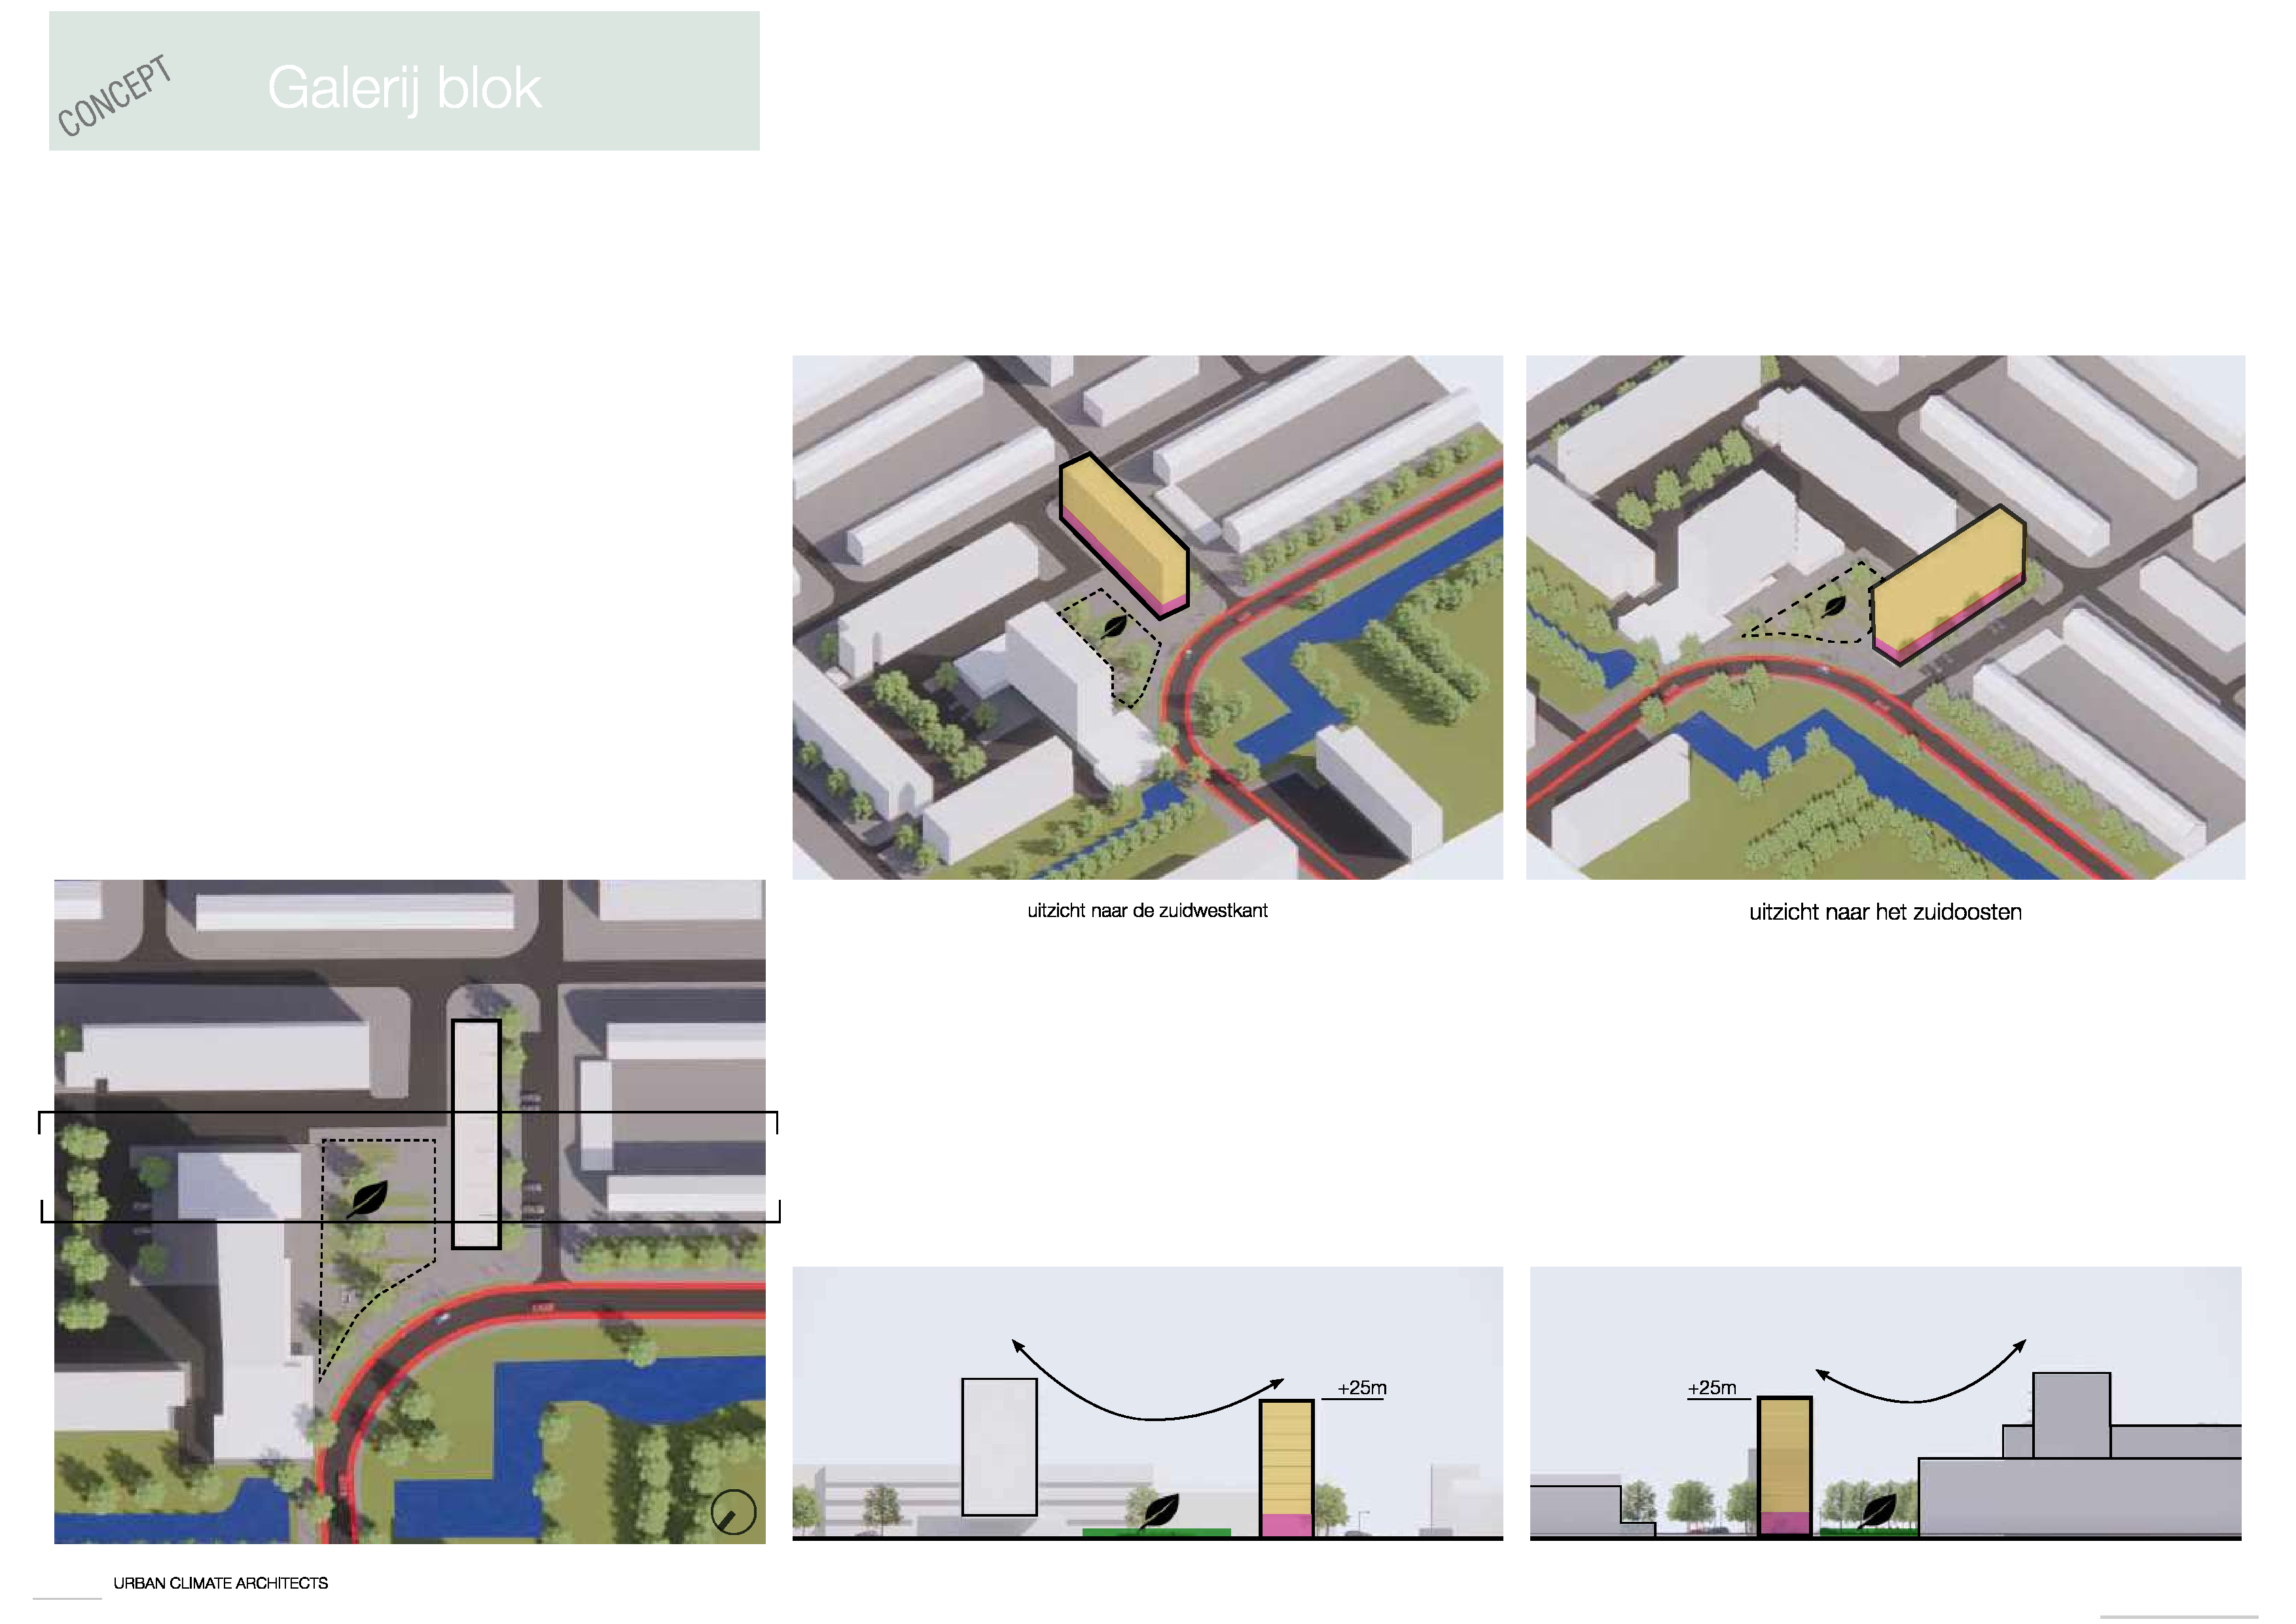 CONCEPT
Galerij blok
uitzicht naar de zuidwestkant
uitzicht naar het zuidoosten
+25m
+25m
URBAN CLIMATE ARCHITECTS